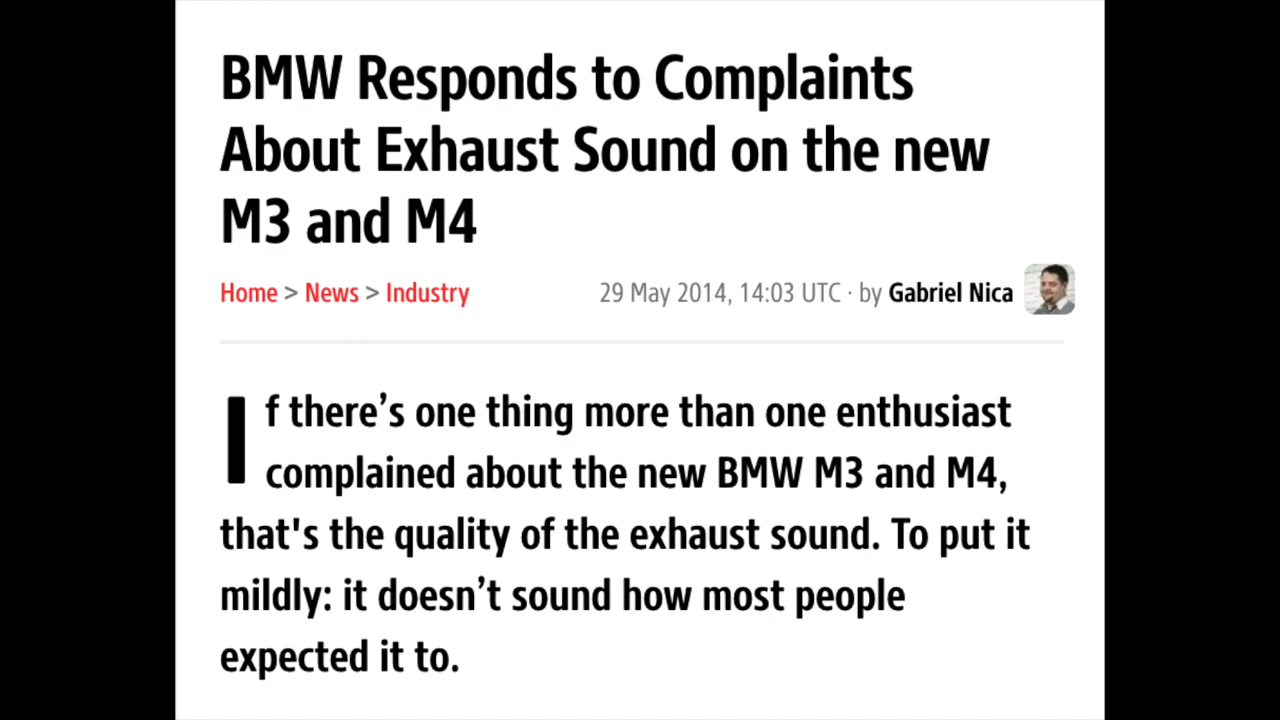 BMW Responds to Complaints
About Exhaust Sound on the new
M3 and M4
Home > News > Industry 29 May 2014, 14:03 UTC · by Gabriel Nica
If there’s one thing more than one enthusiast
complained about the new BMW M3 and M4,
that's the quality of the exhaust sound. To put it
mildly: it doesn’t sound how most people
expected it to.